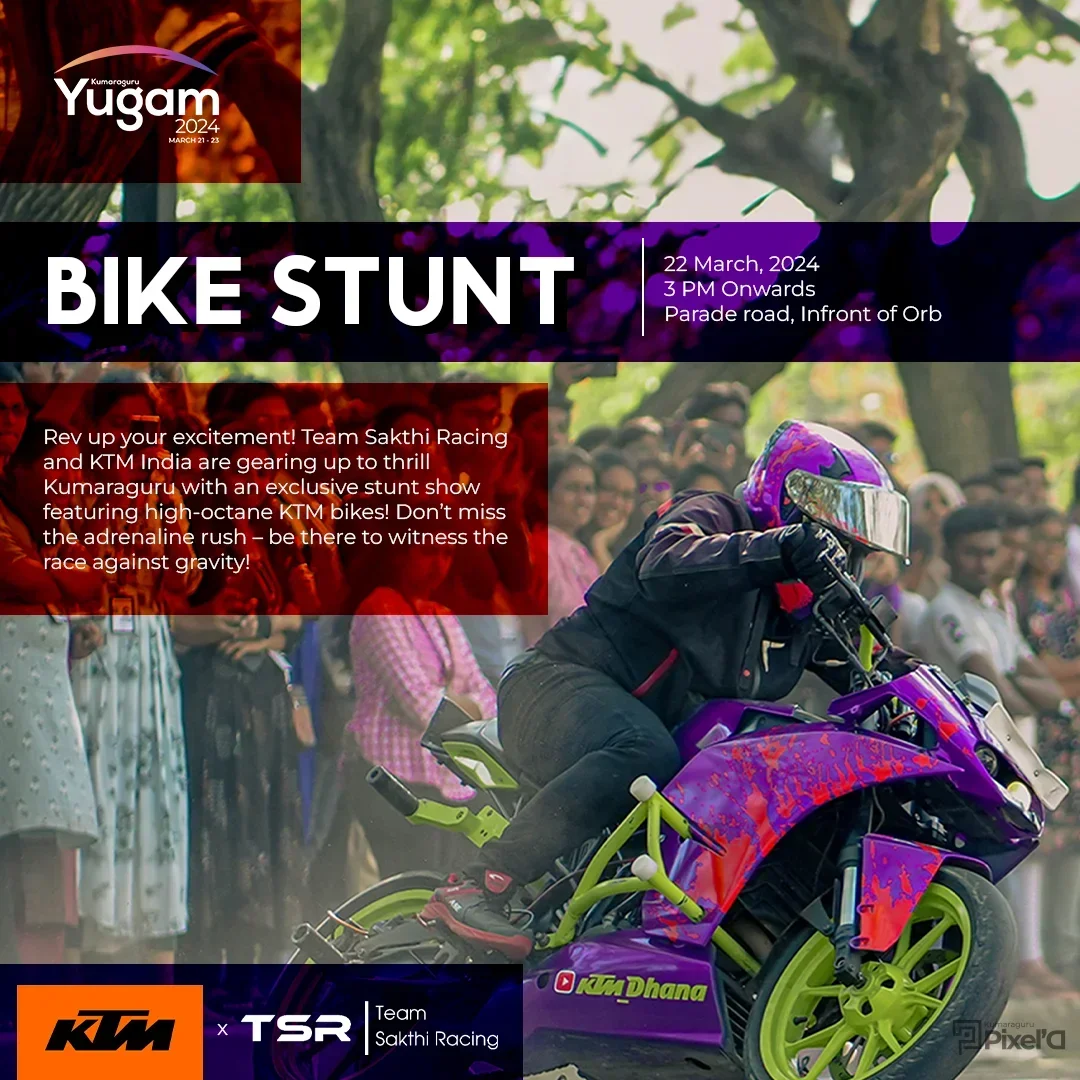 Kumaraguru
Yugam
2024
MARCH 21 - 23
BIKE STUNT
22 March, 2024
3 PM Onwards
Parade road, Infront of Orb
Rev up your excitement! Team Sakthi Racing
and KTM India are gearing up to thrill
Kumaraguru with an exclusive stunt show
featuring high-octane KTM bikes! Don't miss
the adrenaline rush – be there to witness the
race against gravity!
KTM_Dhana
KTM x TSR
Team
Sakthi Racing
Kumaraguru
Pixel'D